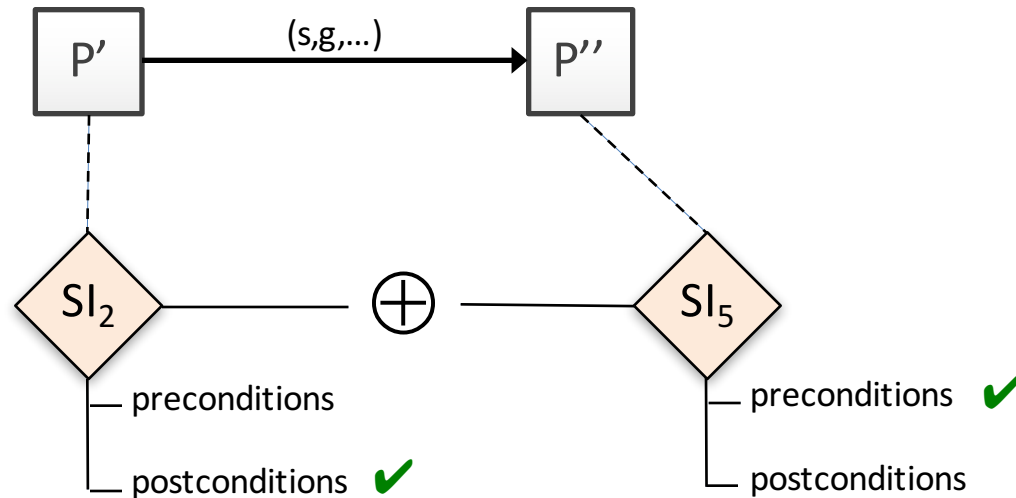 (s,g,...)
P' P''
SI₂ ⊕ SI₅
preconditions preconditions ✔
postconditions ✔ postconditions